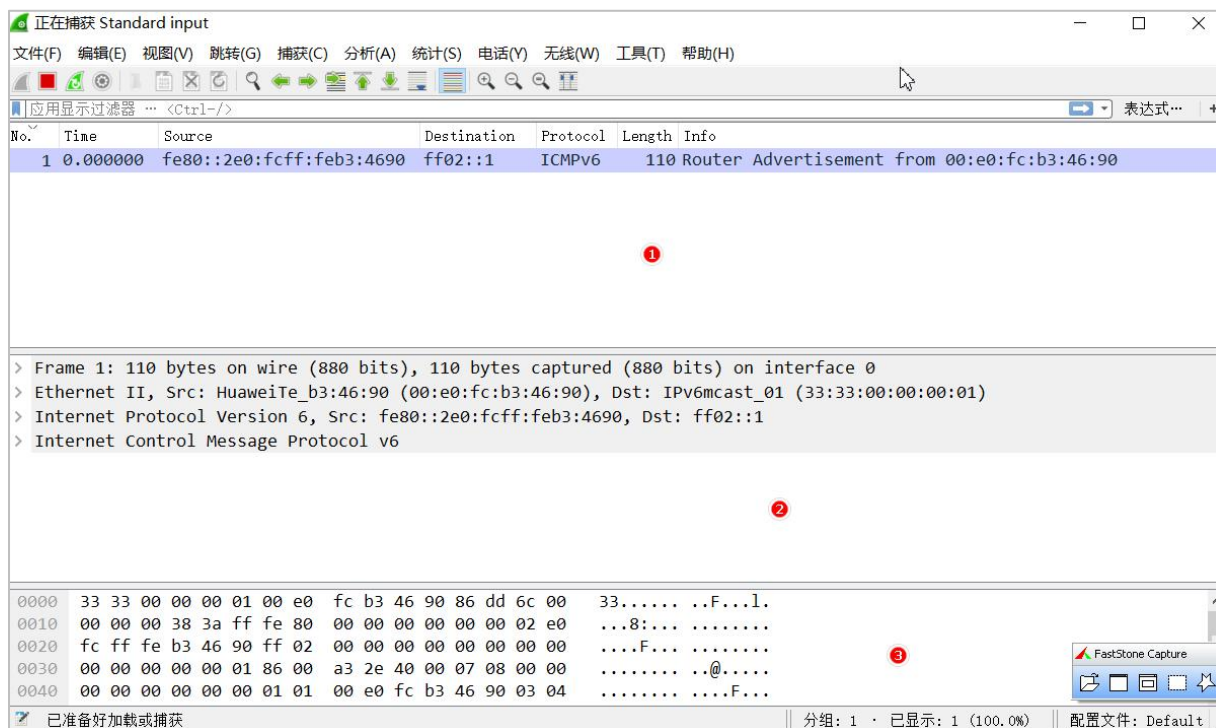 正在捕获 Standard input
文件(F) 编辑(E) 视图(V) 跳转(G) 捕获(C) 分析(A) 统计(S) 电话(Y) 无线(W) 工具(T) 帮助(H)
应用显示过滤器 … <Ctrl-/> 表达式… +
No. Time Source Destination Protocol Length Info
1 0.000000 fe80::2e0:fcff:feb3:4690 ff02::1 ICMPv6 110 Router Advertisement from 00:e0:fc:b3:46:90
1
> Frame 1: 110 bytes on wire (880 bits), 110 bytes captured (880 bits) on interface 0
> Ethernet II, Src: HuaweiTe_b3:46:90 (00:e0:fc:b3:46:90), Dst: IPv6mcast_01 (33:33:00:00:00:01)
> Internet Protocol Version 6, Src: fe80::2e0:fcff:feb3:4690, Dst: ff02::1
> Internet Control Message Protocol v6
2
0000 33 33 00 00 00 01 00 e0 fc b3 46 90 86 dd 6c 00 33...... ..F...l.
0010 00 00 00 38 3a ff fe 80 00 00 00 00 00 00 02 e0 ...8:... ........
0020 fc ff fe b3 46 90 ff 02 00 00 00 00 00 00 00 00 ....F... ........
0030 00 00 00 00 00 01 86 00 a3 2e 40 00 07 08 00 00 ........ ..@.....
0040 00 00 00 00 00 00 01 01 00 e0 fc b3 46 90 03 04 ........ ....F...
3
FastStone Capture
已准备好加载或捕获 分组: 1 · 已显示: 1 (100.0%) 配置文件: Default